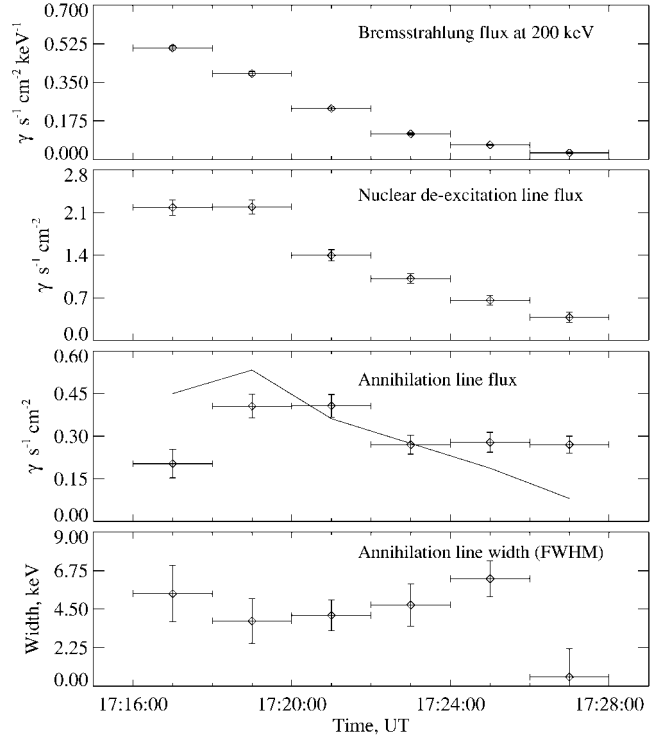 Bremsstrahlung flux at 200 keV
γ s⁻¹ cm⁻² keV⁻¹
0.700
0.525
0.350
0.175
0.000
Nuclear de-excitation line flux
γ s⁻¹ cm⁻²
2.8
2.1
1.4
0.7
0.0
Annihilation line flux
γ s⁻¹ cm⁻²
0.60
0.45
0.30
0.15
0.00
Annihilation line width (FWHM)
Width, keV
9.00
6.75
4.50
2.25
0.00
17:16:00 17:20:00 17:24:00 17:28:00
Time, UT